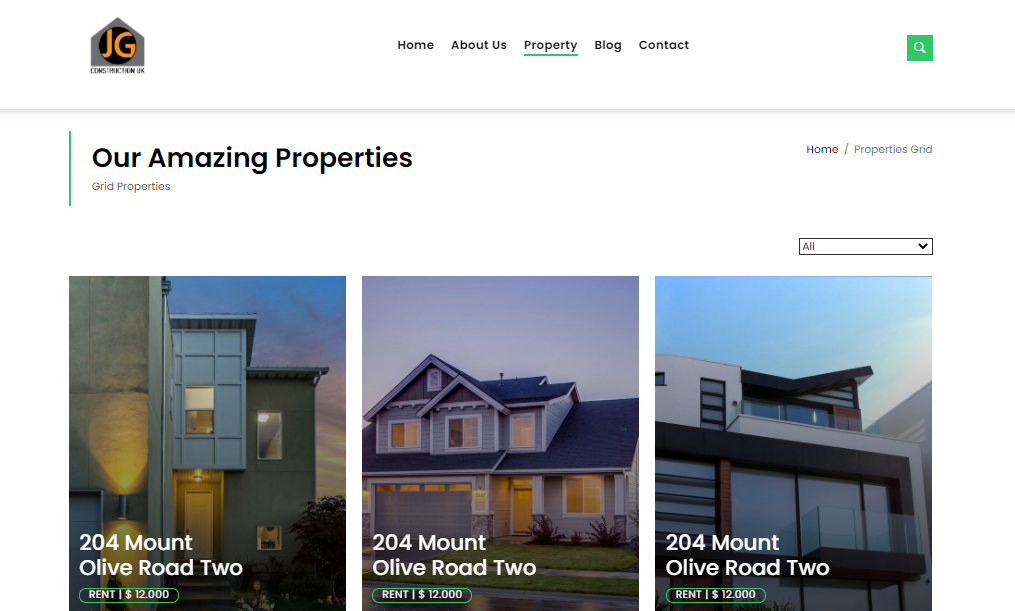 JG
CONSTRUCTION UK
Home About Us Property Blog Contact
Our Amazing Properties
Home / Properties Grid
Grid Properties
All
204 Mount
Olive Road Two
RENT | $ 12.000
204 Mount
Olive Road Two
RENT | $ 12.000
204 Mount
Olive Road Two
RENT | $ 12.000